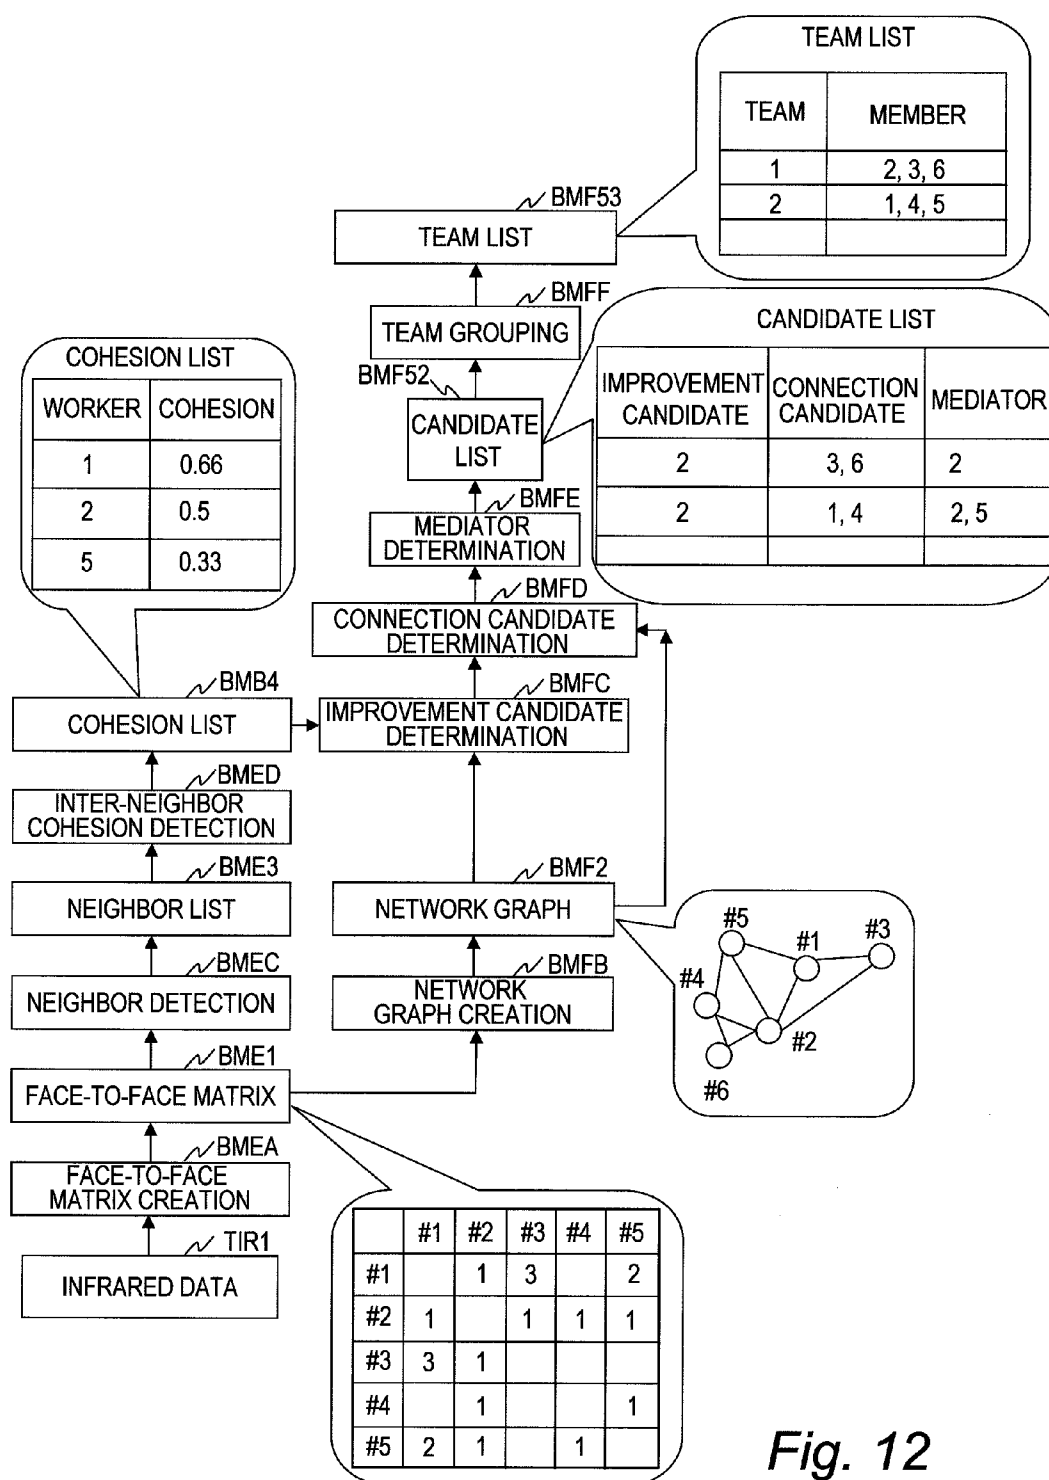 TEAM LIST
TEAM MEMBER
1 2, 3, 6
2 1, 4, 5
BMF53
TEAM LIST
BMFF
TEAM GROUPING
BMF52
CANDIDATE
LIST
CANDIDATE LIST
IMPROVEMENT
CANDIDATE
CONNECTION
CANDIDATE
MEDIATOR
2 3, 6 2
2 1, 4 2, 5
COHESION LIST
WORKER COHESION
1 0.66
2 0.5
5 0.33
BMFE
MEDIATOR
DETERMINATION
BMFD
CONNECTION CANDIDATE
DETERMINATION
BMB4
COHESION LIST
BMFC
IMPROVEMENT CANDIDATE
DETERMINATION
BMED
INTER-NEIGHBOR
COHESION DETECTION
BME3
NEIGHBOR LIST
BMF2
NETWORK GRAPH
#5
#1
#3
#4
#2
#6
BMEC
NEIGHBOR DETECTION
BMFB
NETWORK
GRAPH CREATION
BME1
FACE-TO-FACE MATRIX
BMEA
FACE-TO-FACE
MATRIX CREATION
TIR1
INFRARED DATA
#1 #2 #3 #4 #5
#1 1 3 2
#2 1 1 1 1
#3 3 1
#4 1 1
#5 2 1 1
Fig. 12